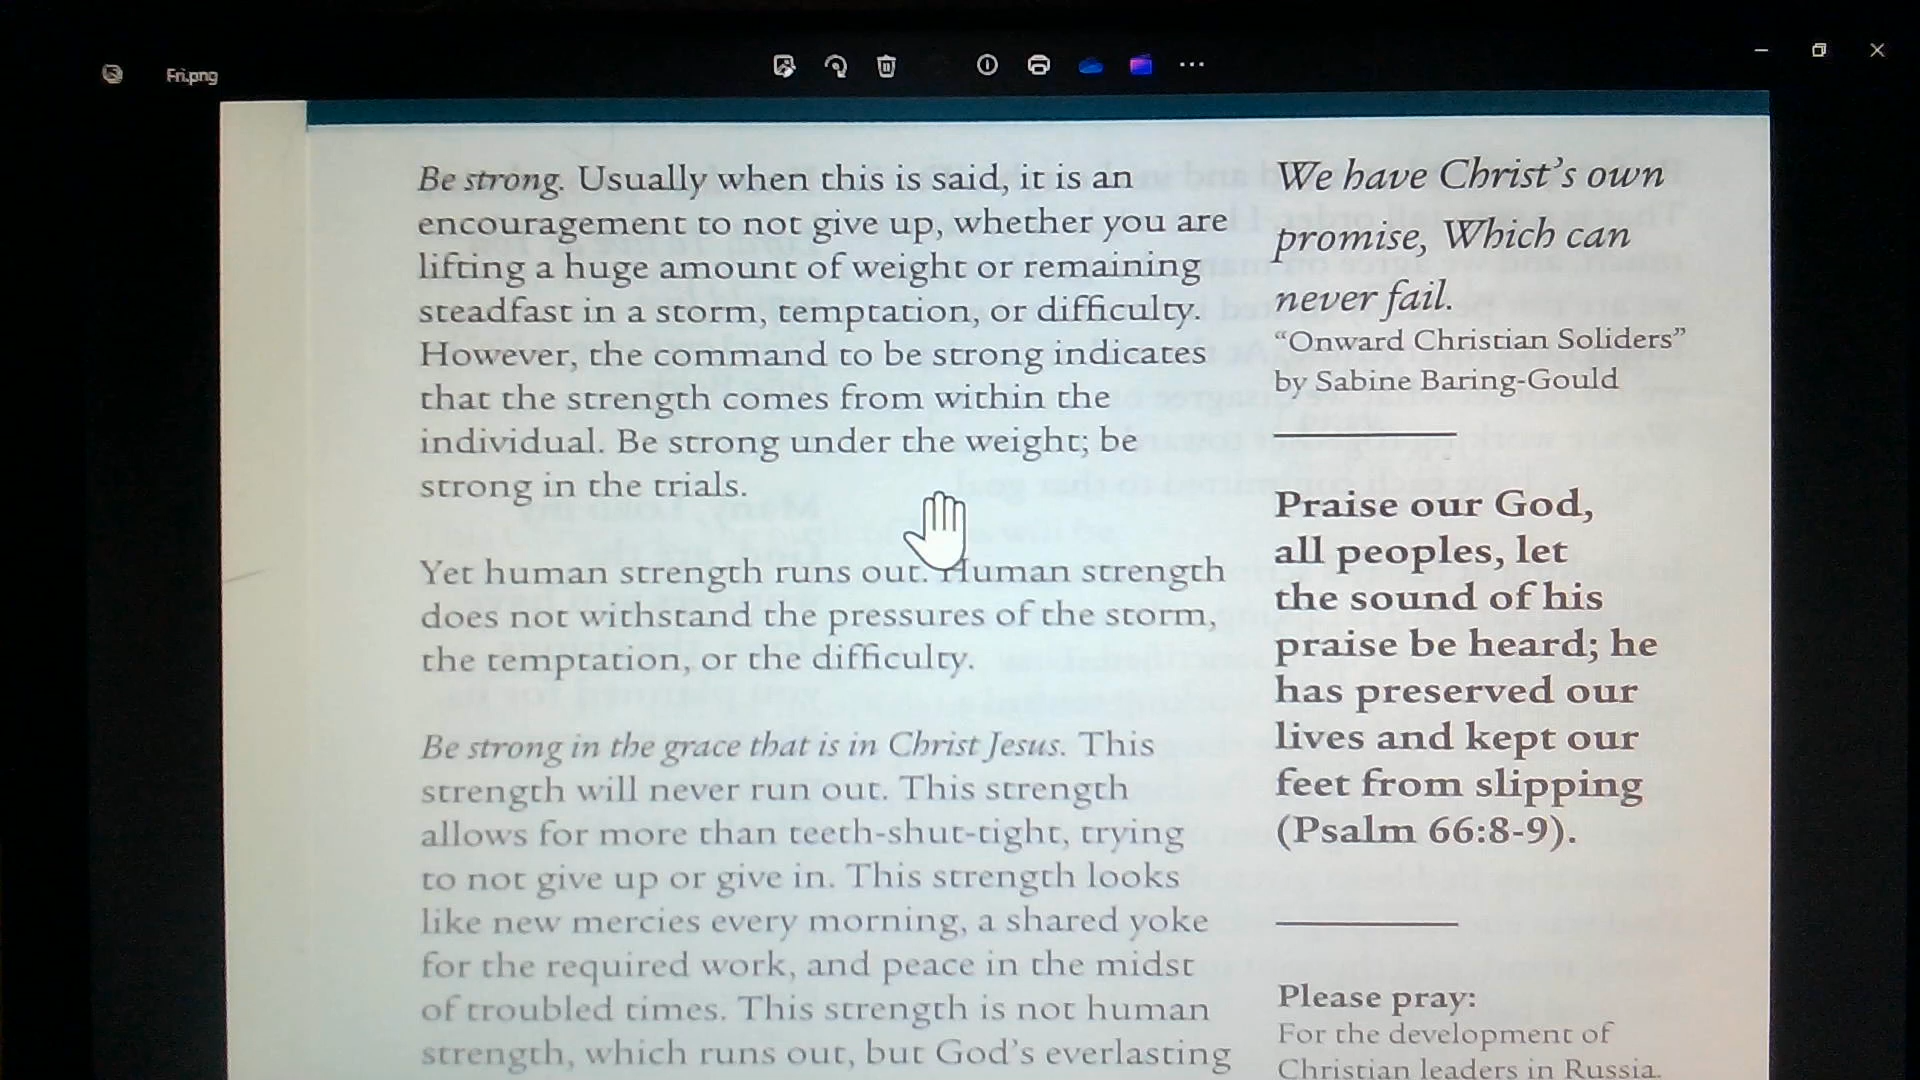 Fri.png
Be strong. Usually when this is said, it is an
encouragement to not give up, whether you are
lifting a huge amount of weight or remaining
steadfast in a storm, temptation, or difficulty.
However, the command to be strong indicates
that the strength comes from within the
individual. Be strong under the weight; be
strong in the trials.
Yet human strength runs out. Human strength
does not withstand the pressures of the storm,
the temptation, or the difficulty.
Be strong in the grace that is in Christ Jesus. This
strength will never run out. This strength
allows for more than teeth-shut-tight, trying
to not give up or give in. This strength looks
like new mercies every morning, a shared yoke
for the required work, and peace in the midst
of troubled times. This strength is not human
strength, which runs out, but God's everlasting
We have Christ's own
promise, Which can
never fail.
“Onward Christian Soliders”
by Sabine Baring-Gould
Praise our God,
all peoples, let
the sound of his
praise be heard; he
has preserved our
lives and kept our
feet from slipping
(Psalm 66:8-9).
Please pray:
For the development of
Christian leaders in Russia.